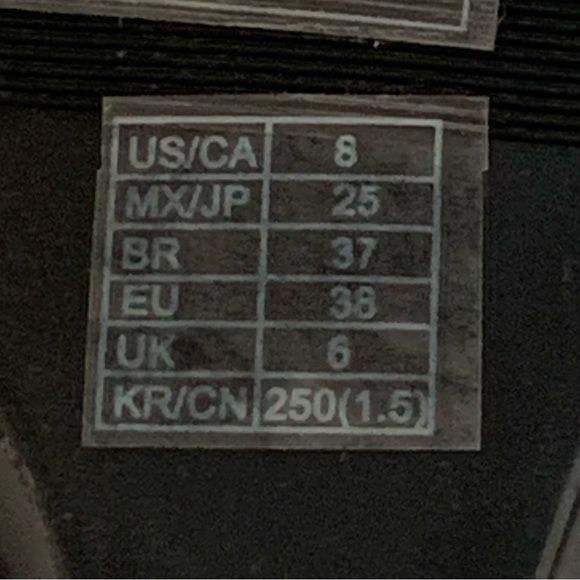 US/CA 8
MX/JP 25
BR 37
EU 38
UK 6
KR/CN 250(1.5)